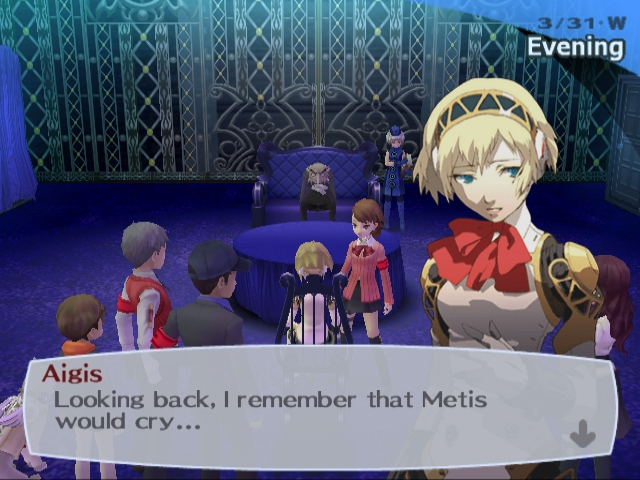 3/31・W
Evening
Aigis
Looking back, I remember that Metis
would cry...